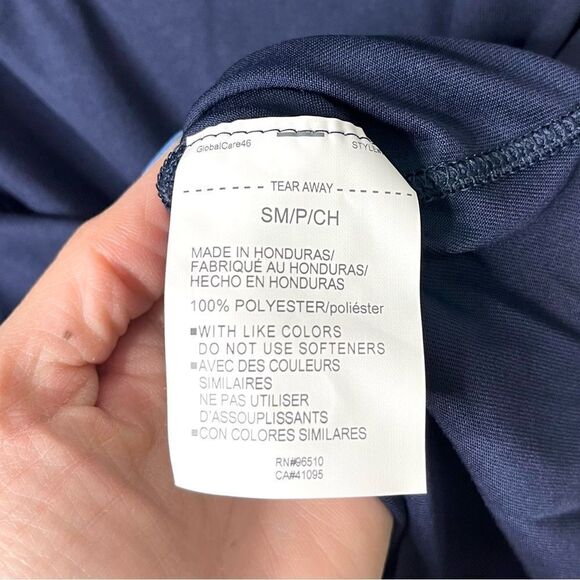 GlobalCare46
TEAR AWAY
SM/P/CH
MADE IN HONDURAS/
FABRIQUÉ AU HONDURAS/
HECHO EN HONDURAS
100% POLYESTER/poliéster
WITH LIKE COLORS
DO NOT USE SOFTENERS
AVEC DES COULEURS
SIMILAIRES
NE PAS UTILISER
D'ASSOUPLISSANTS
CON COLORES SIMILARES
RN#96510
CA#41095